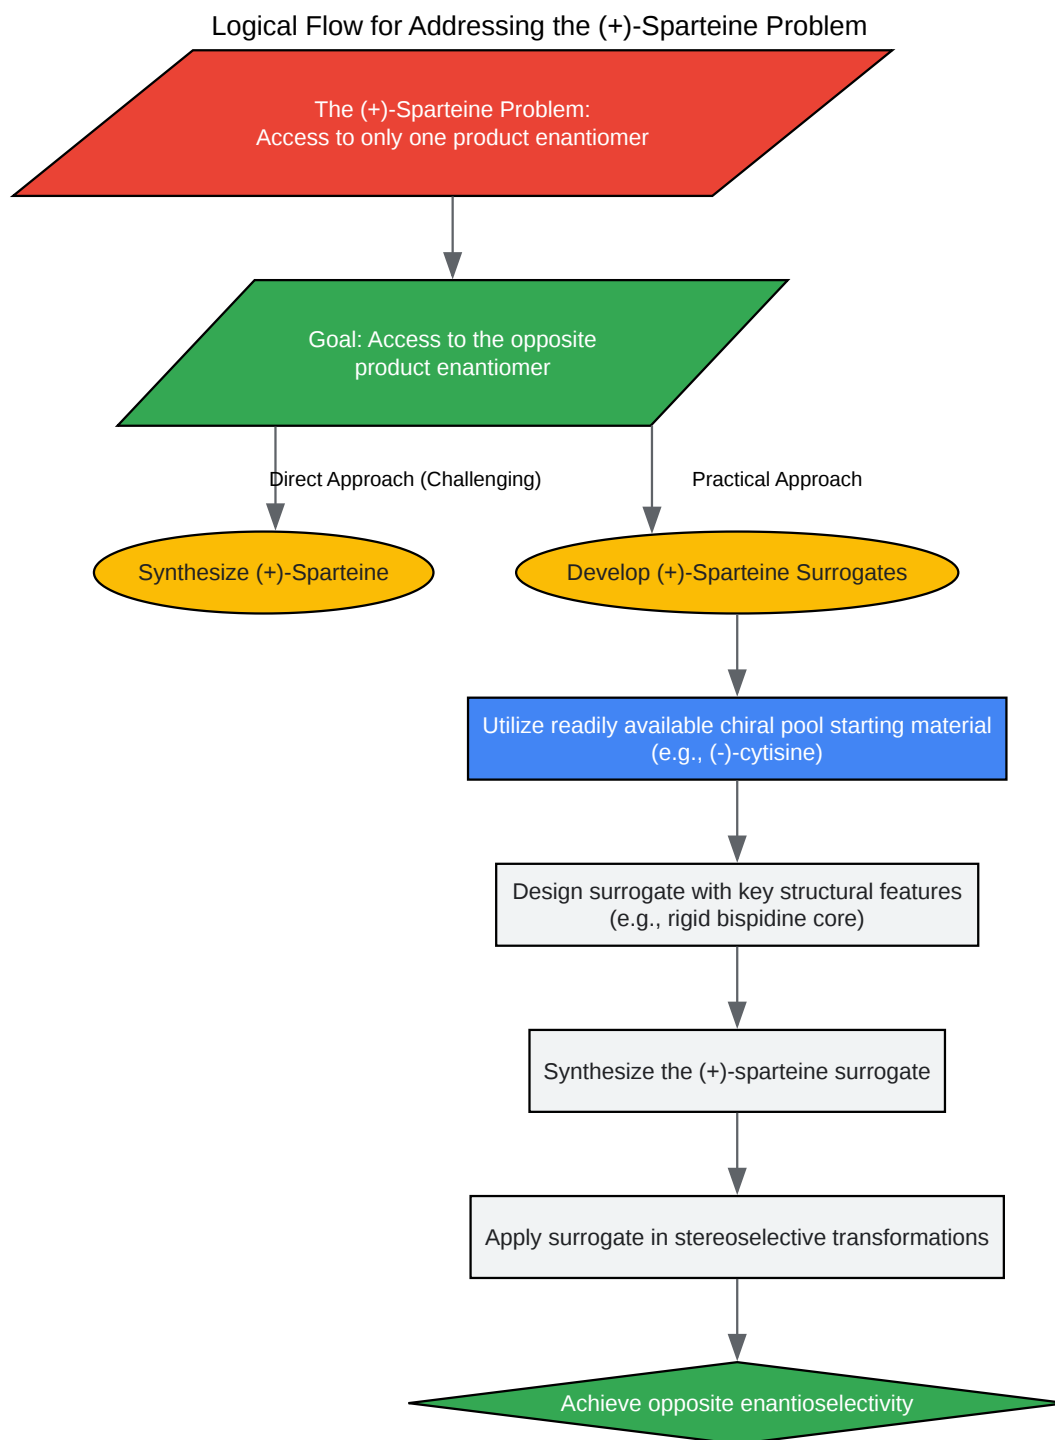 Logical Flow for Addressing the (+)-Sparteine Problem
The (+)-Sparteine Problem:
Access to only one product enantiomer
Goal: Access to the opposite
product enantiomer
Direct Approach (Challenging)
Practical Approach
Synthesize (+)-Sparteine
Develop (+)-Sparteine Surrogates
Utilize readily available chiral pool starting material
(e.g., (-)-cytisine)
Design surrogate with key structural features
(e.g., rigid bispidine core)
Synthesize the (+)-sparteine surrogate
Apply surrogate in stereoselective transformations
Achieve opposite enantioselectivity